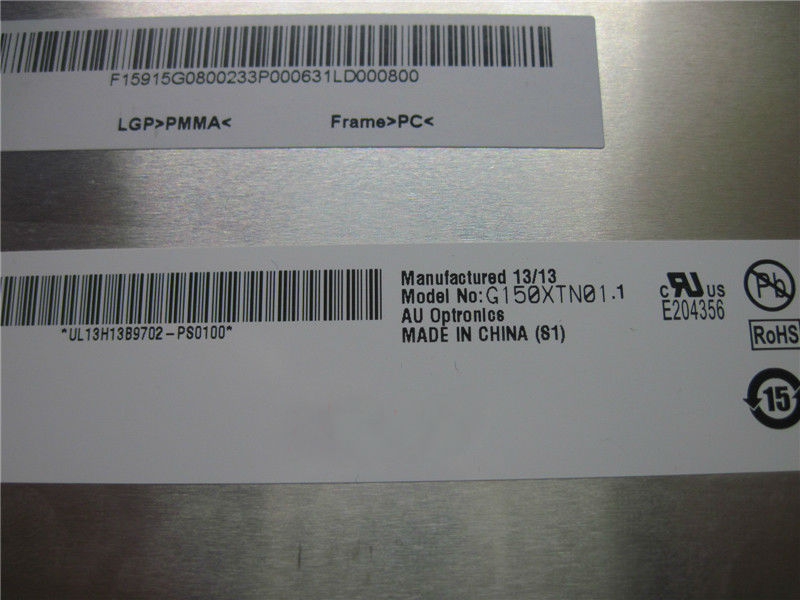 F15915G0800233P000631LD000800
LGP>PMMA< Frame>PC<
Manufactured 13/13
Model No:G150XTN01.1
AU Optronics
MADE IN CHINA (S1)
*UL13H13B9702-PS0100*
c RU US
E204356
Pb
RoHS
15